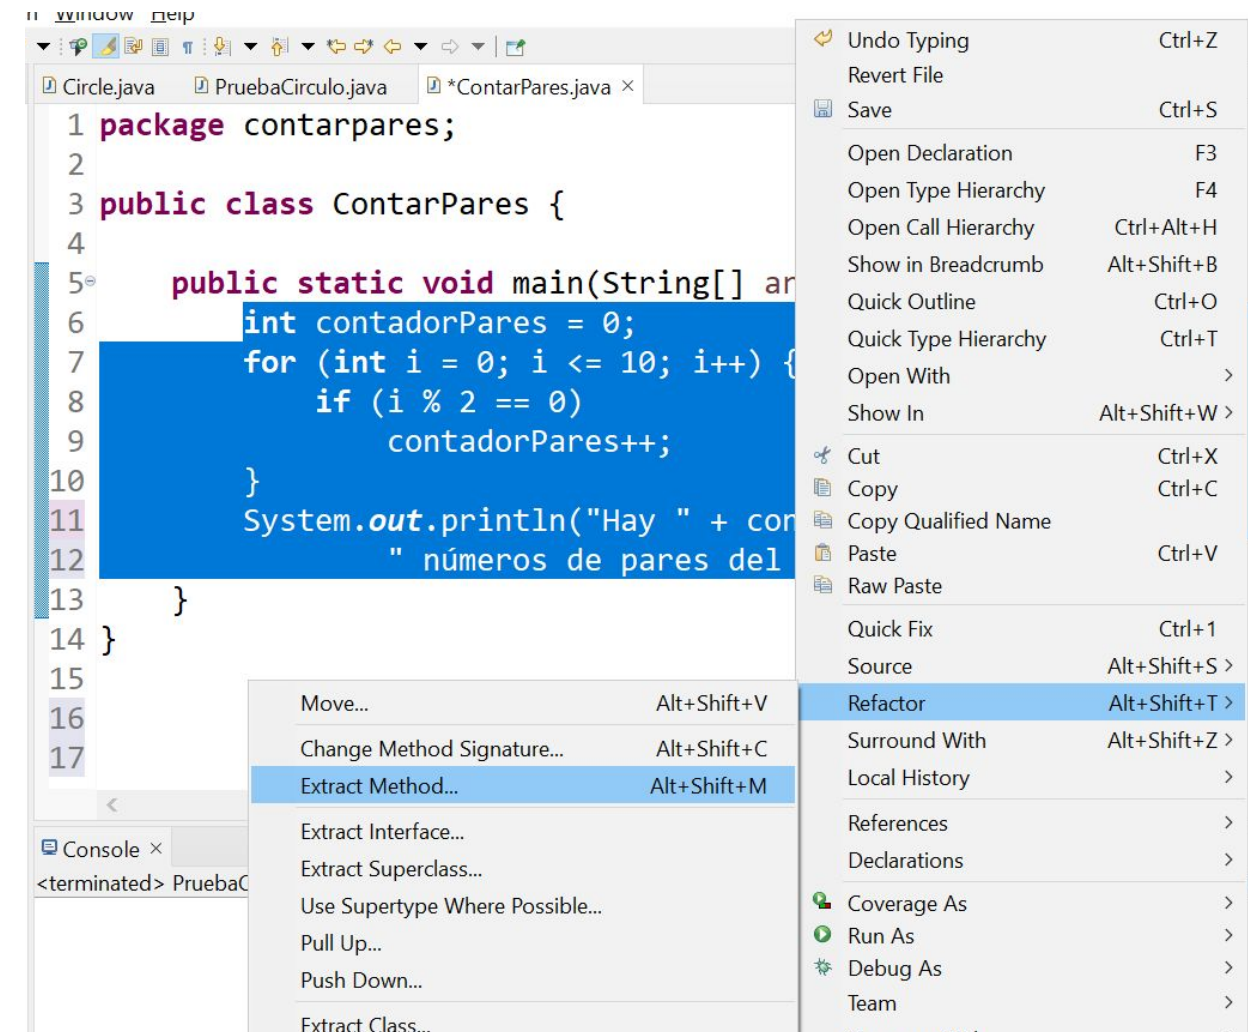 Window Help
Circle.java PruebaCirculo.java *ContarPares.java
1 package contarpares;
2
3 public class ContarPares {
4
5 public static void main(String[] ar
6 int contadorPares = 0;
7 for (int i = 0; i <= 10; i++) {
8 if (i % 2 == 0)
9 contadorPares++;
10 }
11 System.out.println("Hay " + con
12 " números de pares del
13 }
14 }
15
16
17
Console
<terminated> PruebaC
Undo Typing Ctrl+Z
Revert File
Save Ctrl+S
Open Declaration F3
Open Type Hierarchy F4
Open Call Hierarchy Ctrl+Alt+H
Show in Breadcrumb Alt+Shift+B
Quick Outline Ctrl+O
Quick Type Hierarchy Ctrl+T
Open With >
Show In Alt+Shift+W >
Cut Ctrl+X
Copy Ctrl+C
Copy Qualified Name
Paste Ctrl+V
Raw Paste
Quick Fix Ctrl+1
Source Alt+Shift+S >
Refactor Alt+Shift+T >
Surround With Alt+Shift+Z >
Local History >
References >
Declarations >
Coverage As >
Run As >
Debug As >
Team >
Move... Alt+Shift+V
Change Method Signature... Alt+Shift+C
Extract Method... Alt+Shift+M
Extract Interface...
Extract Superclass...
Use Supertype Where Possible...
Pull Up...
Push Down...
Extract Class...